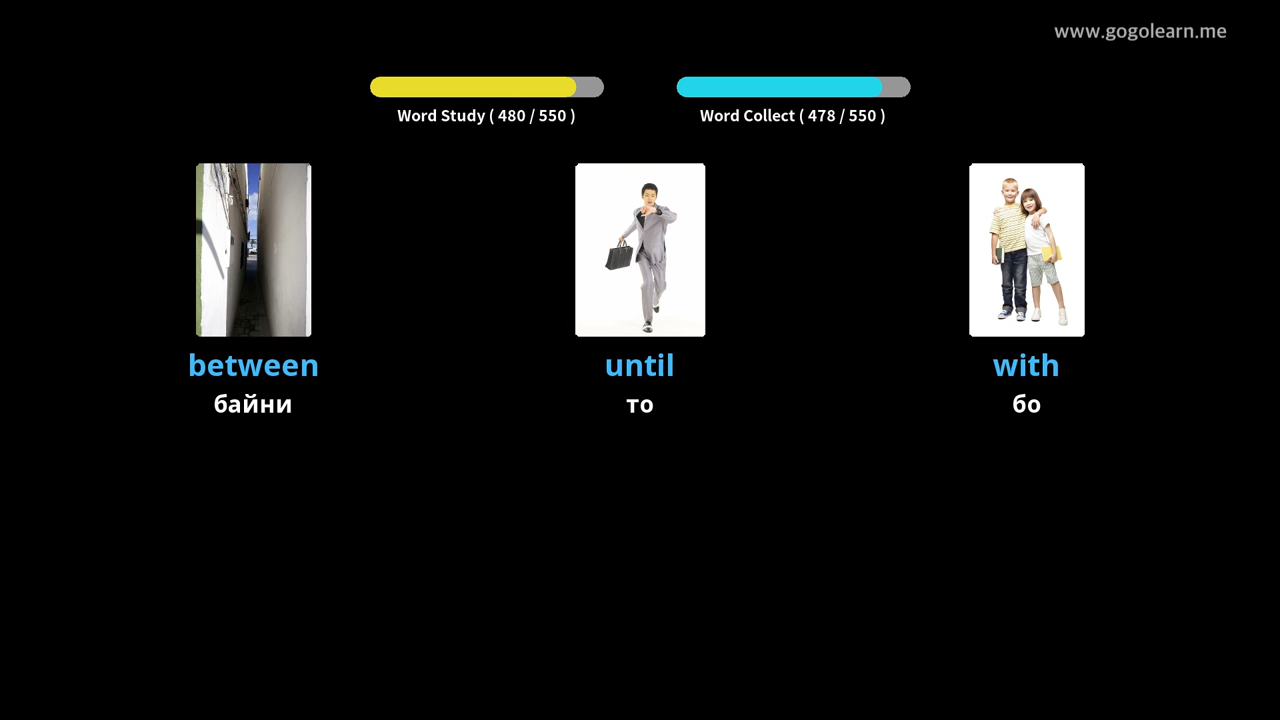 www.gogolearn.me
Word Study ( 480 / 550 )
Word Collect ( 478 / 550 )
between
until
with
байни
то
бо